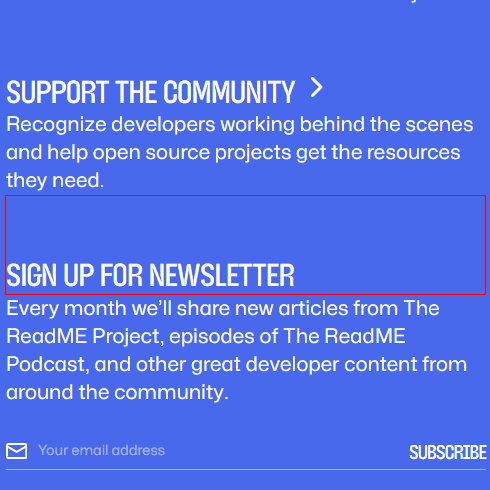 SUPPORT THE COMMUNITY
Recognize developers working behind the scenes
and help open source projects get the resources
they need.
SIGN UP FOR NEWSLETTER
Every month we’ll share new articles from The
ReadME Project, episodes of The ReadME
Podcast, and other great developer content from
around the community.
Your email address
SUBSCRIBE